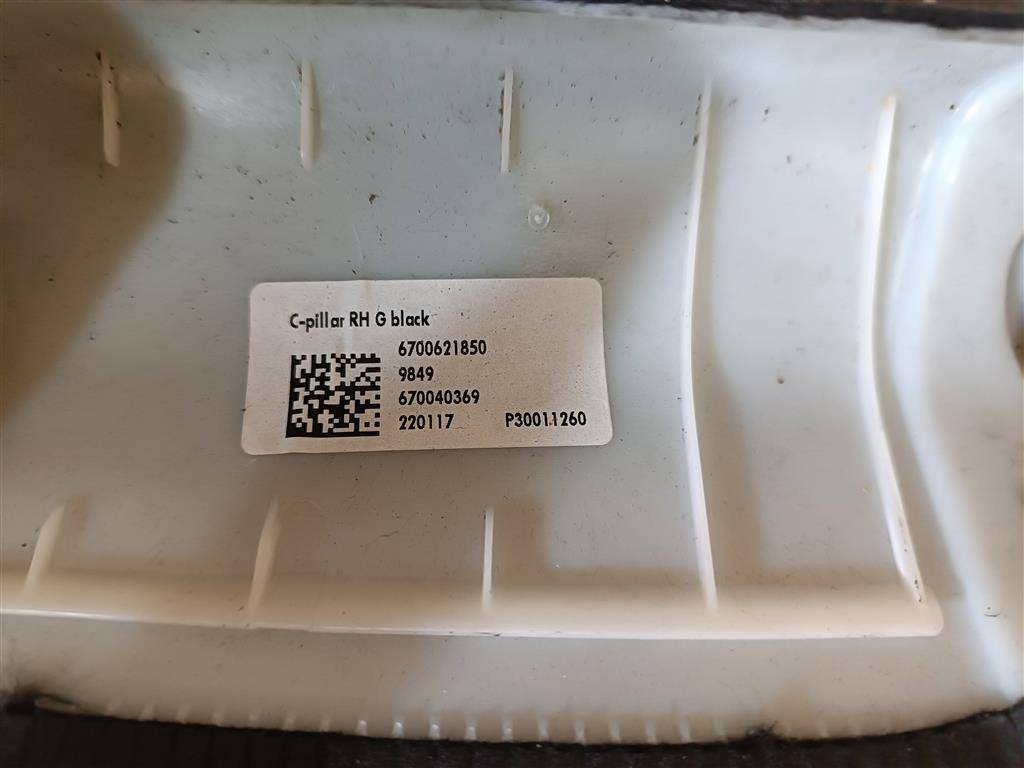 C-pillar RH G black
6700621850
9849
670040369
220117 P30011260